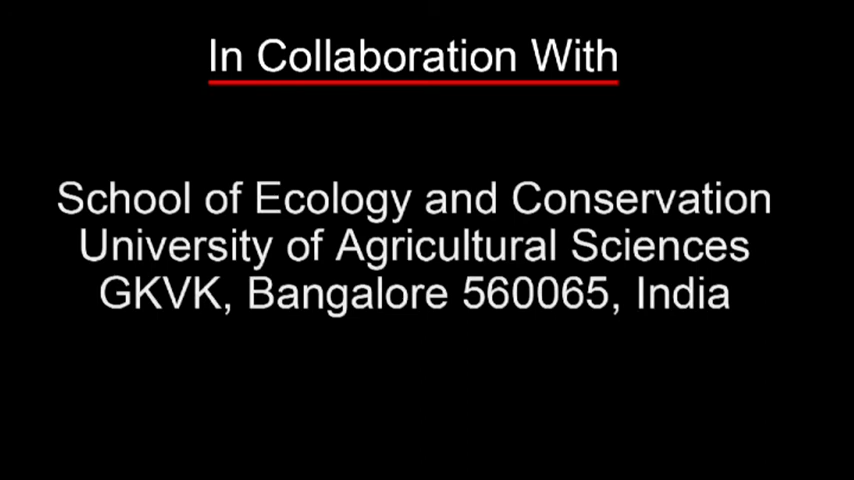 In Collaboration With
School of Ecology and Conservation
University of Agricultural Sciences
GKVK, Bangalore 560065, India